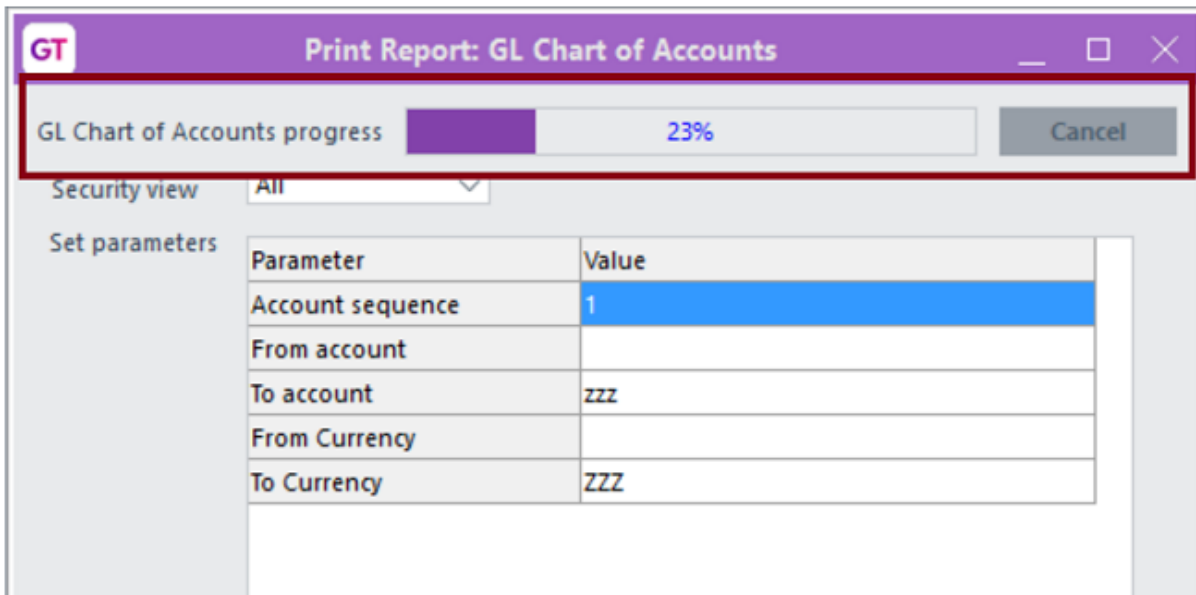 GT Print Report: GL Chart of Accounts
GL Chart of Accounts progress 23% Cancel
Security view All
Set parameters
Parameter Value
Account sequence 1
From account
To account zzz
From Currency
To Currency ZZZ